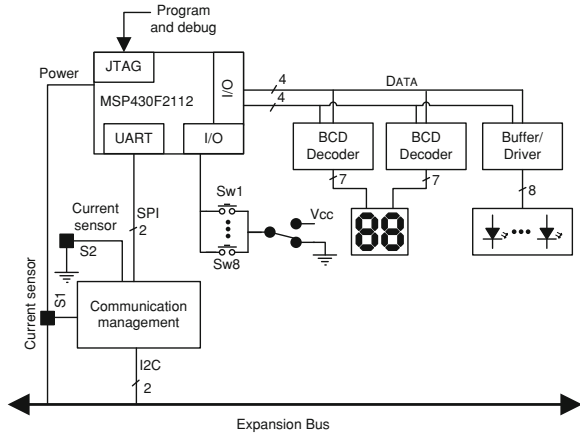 Program
and debug
JTAG
Power
MSP430F2112
I/O
4
DATA
4
UART
I/O
BCD
Decoder
BCD
Decoder
Buffer/
Driver
7
7
8
Sw1
Sw8
Vcc
88
SPI
2
Current
sensor
S2
Current sensor
S1
Communication
management
I2C
2
Expansion Bus